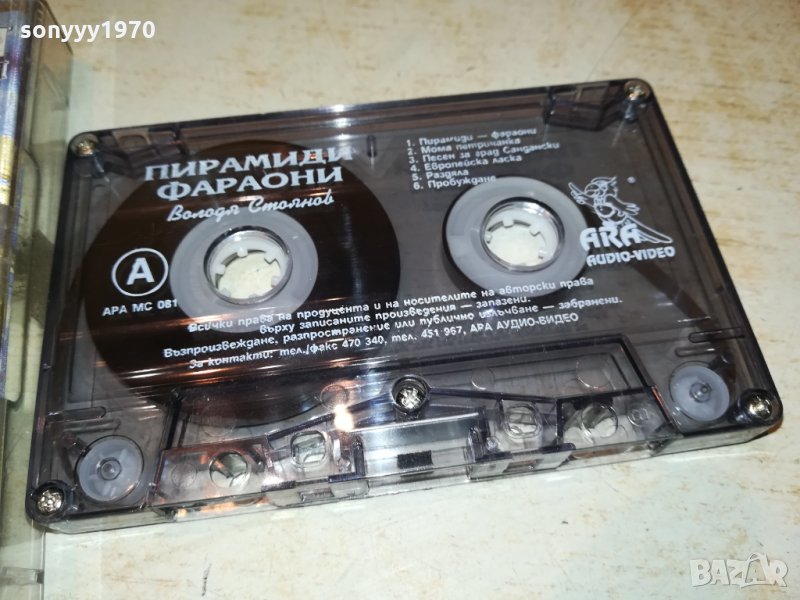 sonyyy1970
ПИРАМИДИ
ФАРАОНИ
Володя Стоянов
1. Пирамиди — фараони
2. Мома петричанка
3. Песен за град Сандански
4. Европейска ласка
5. Раздяла
6. Пробуждане
A
АРА МС 081
®
ARA
AUDIO-VIDEO
Всички права на продуцента и на носителите на авторски права
върху записаните произведения — запазени.
Възпроизвеждане, разпространение или публично излъчване — забранени.
За контакти: тел./факс 470 340, тел. 451 967, АРА АУДИО-ВИДЕО
BAZAR